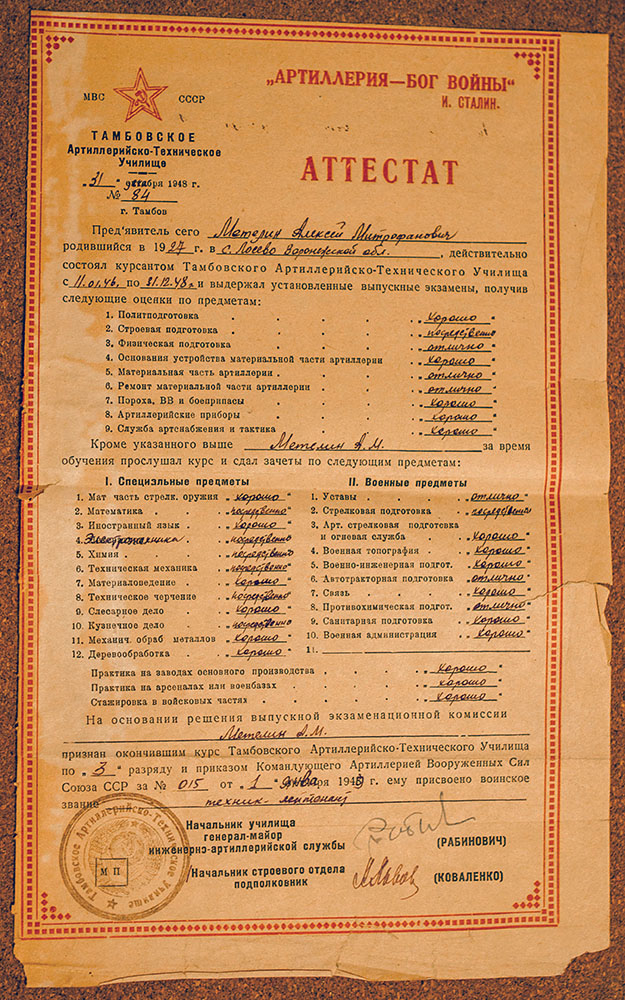 „АРТИЛЛЕРИЯ—БОГ ВОЙНЫ“
И. СТАЛИН.
МВС СССР
ТАМБОВСКОЕ
Артиллерийско-Техническое
Училище
„31“ декабря 1948 г.
№ 84
г. Тамбов
АТТЕСТАТ
Пред'явитель сего Метелин Алексей Митрофанович
родившийся в 1927 г. в с. Лосево Воронежской обл., действительно
состоял курсантом Тамбовского Артиллерийско-Технического Училища
с 11.01.46. по 31.12.48г. и выдержал установленные выпускные экзамены, получив
следующие оценки по предметам:
1. Политподготовка „хорошо“
2. Строевая подготовка „посредственно
3. Физическая подготовка „отлично“
4. Основания устройства материальной части артиллерии „хорошо“
5. Материальная часть артиллерии „отлично“
6. Ремонт материальной части артиллерии „отлично“
7. Пороха, ВВ и боеприпасы „хорошо“
8. Артиллерийские приборы „хорошо“
9. Служба артснабжения и тактика „хорошо“
Кроме указанного выше Метелин А.М. за время
обучения прослушал курс и сдал зачеты по следующим предметам:
I. Специальные предметы
1. Мат часть стрелк. оружия „хорошо“
2. Математика „посредственно“
3. Иностранный язык „хорошо“
4. Электротехника „посредственно
5. Химия „посредственно
6. Техническая механика „посредственно“
7. Материаловедение „хорошо“
8. Техническое черчение „посредственно
9. Слесарное дело „хорошо“
10. Кузнечное дело „посредственно
11. Механич. обраб металлов „хорошо“
12. Деревообработка „хорошо“
II. Военные предметы
1. Уставы „отлично“
2. Стрелковая подготовка „посредственно
3. Арт. стрелковая подготовка
и огневая служба „хорошо“
4. Военная топография „хорошо“
5. Военно-инженерная подгот. „хорошо“
6. Автотракторная подготовка „отлично“
7. Связь „хорошо“
8. Противохимическая подгот. „отлично“
9. Санитарная подготовка „хорошо“
10. Военная администрация „хорошо“
11.
Практика на заводах основного производства „хорошо“
Практика на арсеналах или военбазах „хорошо“
Стажировка в войсковых частях „хорошо“
На основании решения выпускной экзаменационной комиссии
Метелин А.М.
признан окончившим курс Тамбовского Артиллерийско-Технического Училища
по „3“ разряду и приказом Командующего Артиллерией Вооруженных Сил
Союза ССР за № 015 от „1“ января 1949 г. ему присвоено воинское
звание техник-лейтенант
Начальник училища
генерал-майор
инженерно-артиллерийской службы (РАБИНОВИЧ)
Начальник строевого отдела
подполковник (КОВАЛЕНКО)
МП
Тамбовское Артиллерийско-Техническое Училище